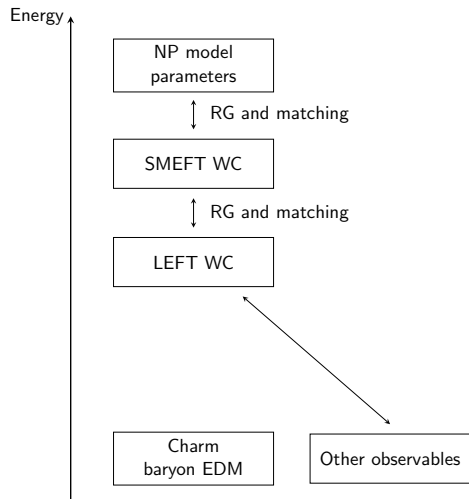 Energy
NP model
parameters
RG and matching
SMEFT WC
RG and matching
LEFT WC
Charm
baryon EDM
Other observables